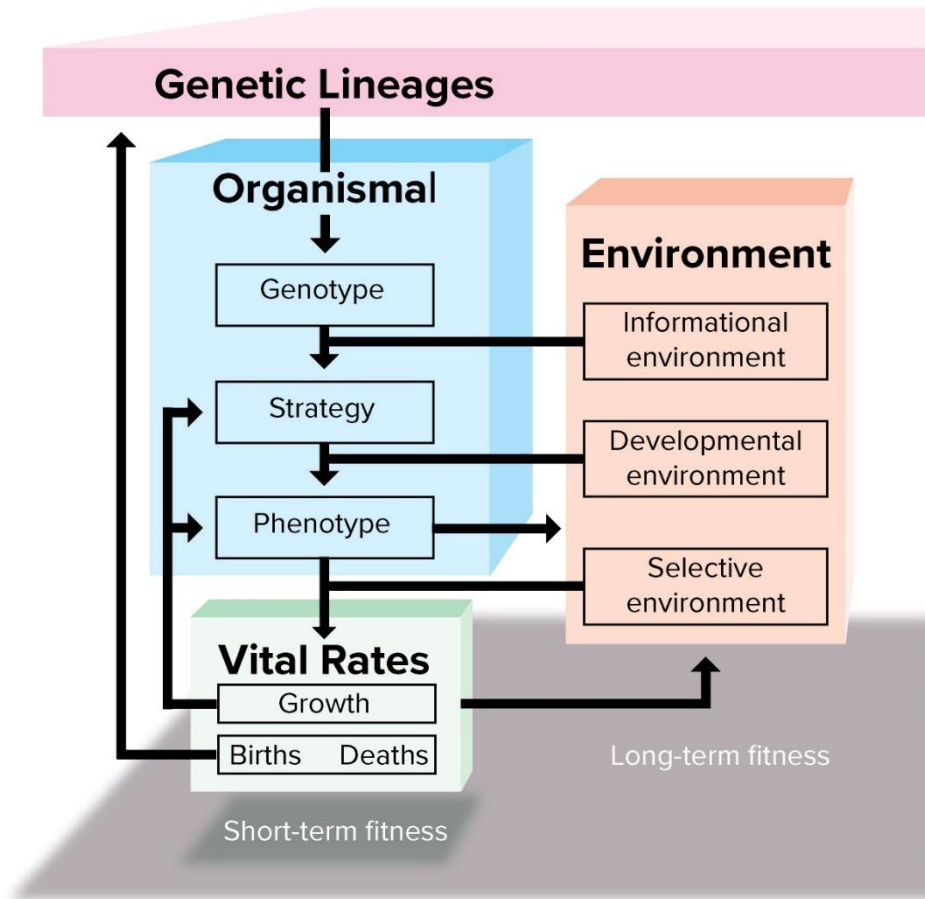 Genetic Lineages
Organismal
Genotype
Strategy
Phenotype
Environment
Informational
environment
Developmental
environment
Selective
environment
Vital Rates
Growth
Births Deaths
Short-term fitness
Long-term fitness